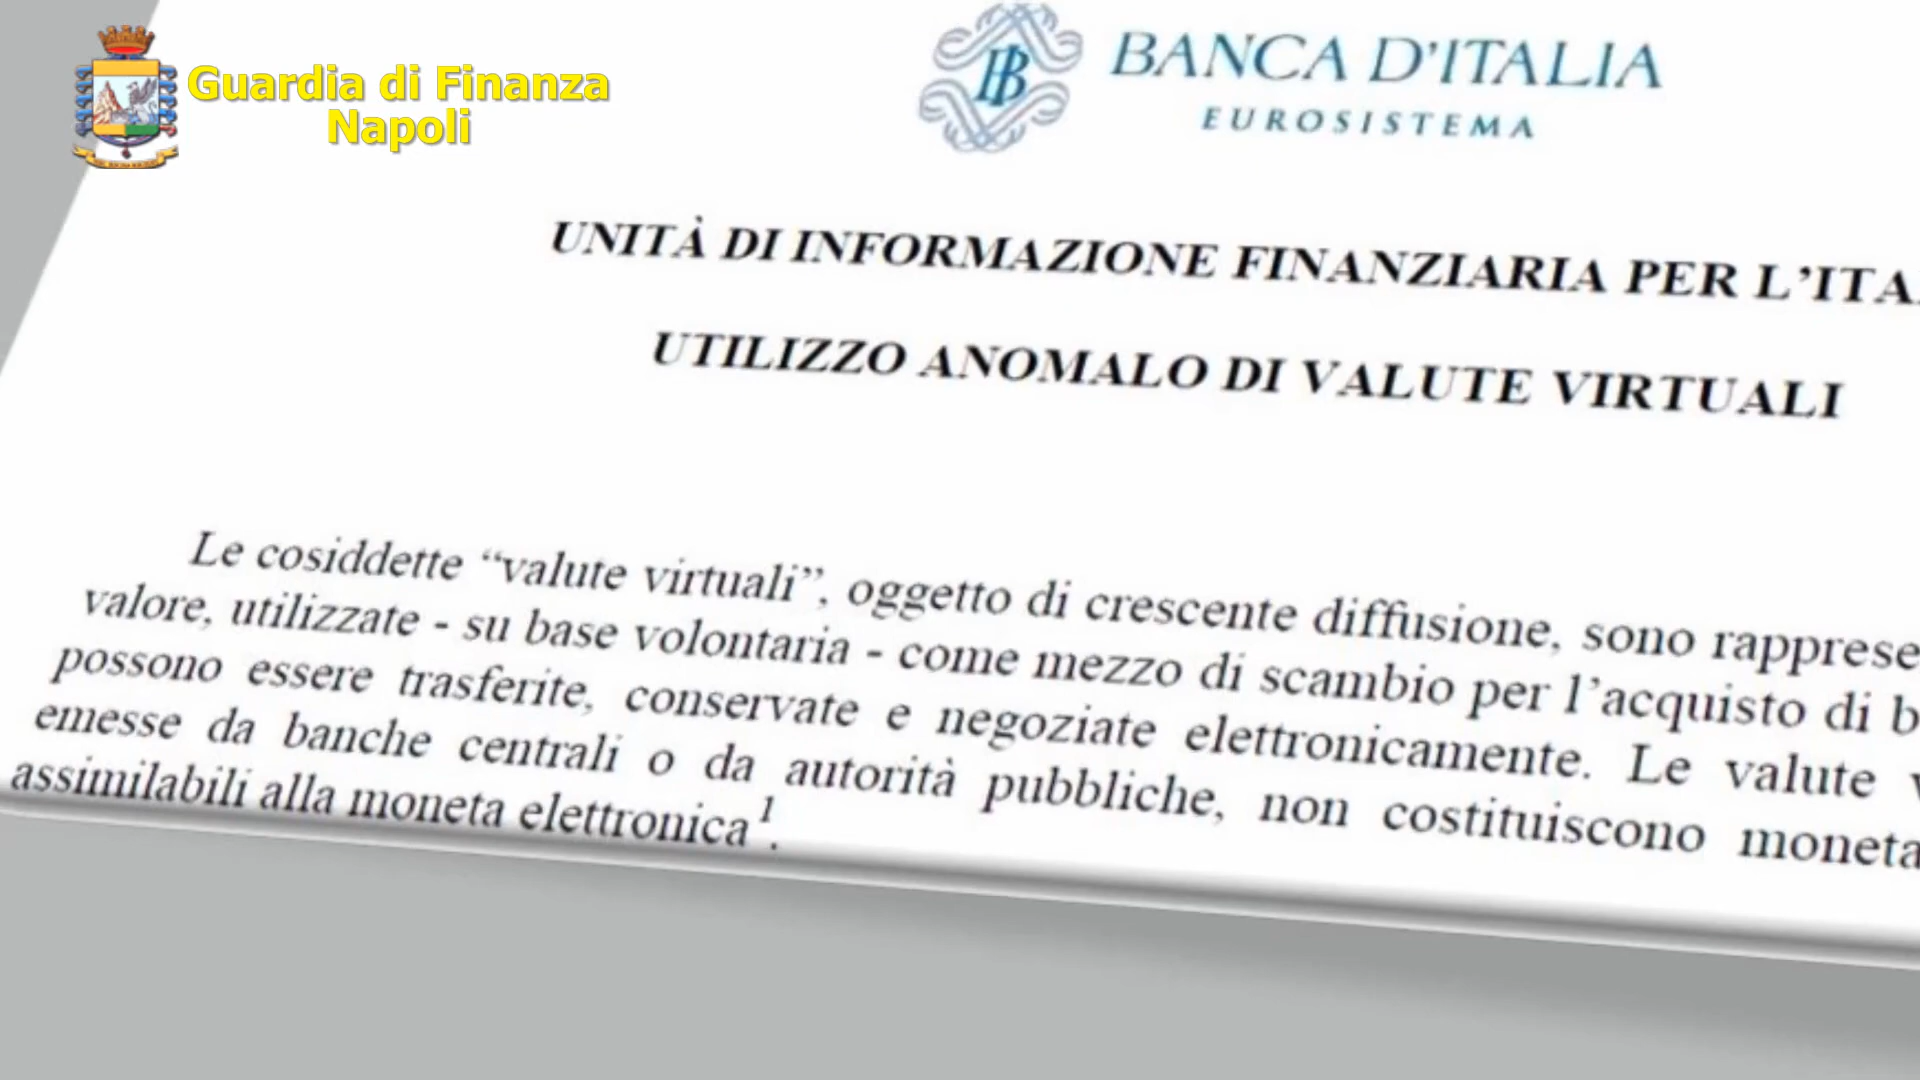 Guardia di Finanza
Napoli
BANCA D'ITALIA
EUROSISTEMA
UNITÀ DI INFORMAZIONE FINANZIARIA PER L'ITA
UTILIZZO ANOMALO DI VALUTE VIRTUALI
Le cosiddette “valute virtuali”, oggetto di crescente diffusione, sono rapprese
valore, utilizzate - su base volontaria - come mezzo di scambio per l’acquisto di b
possono essere trasferite, conservate e negoziate elettronicamente. Le valute v
emesse da banche centrali o da autorità pubbliche, non costituiscono moneta
assimilabili alla moneta elettronica¹.